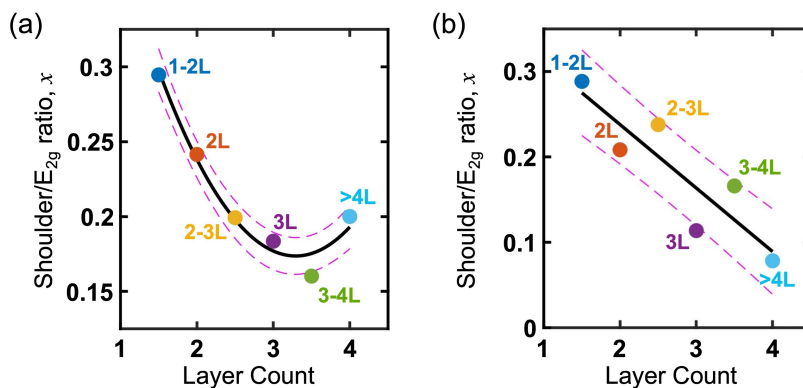 (a)
Shoulder/E2g ratio, x
0.3
0.25
0.2
0.15
1-2L
2L
2-3L
3L
3-4L
>4L
1 2 3 4
Layer Count
(b)
Shoulder/E2g ratio, x
0.3
0.2
0.1
0
1-2L
2L
2-3L
3L
3-4L
>4L
1 2 3 4
Layer Count